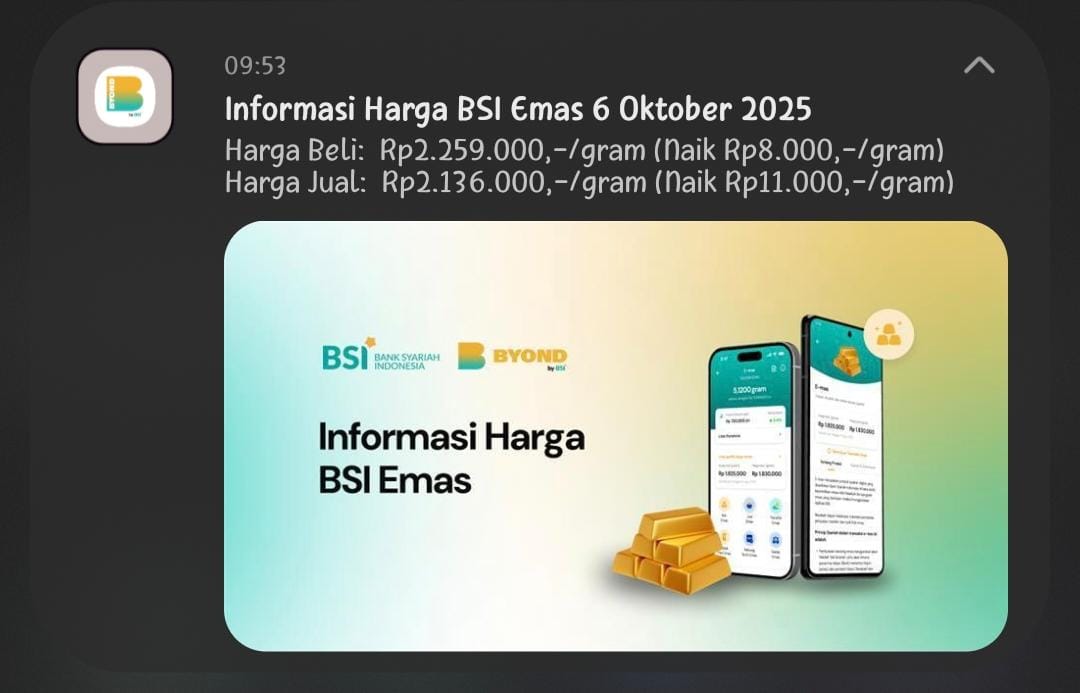 09:53
Informasi Harga BSI Emas 6 Oktober 2025
Harga Beli: Rp2.259.000,-/gram (Naik Rp8.000,-/gram)
Harga Jual: Rp2.136.000,-/gram (Naik Rp11.000,-/gram)
BSI BANK SYARIAH
INDONESIA
BYOND
by BSI
Informasi Harga
BSI Emas
5,1200 gram
E-mas
Rp 1.835.000 Rp 1.830.000
Rp 1.835.000 Rp 1.830.000